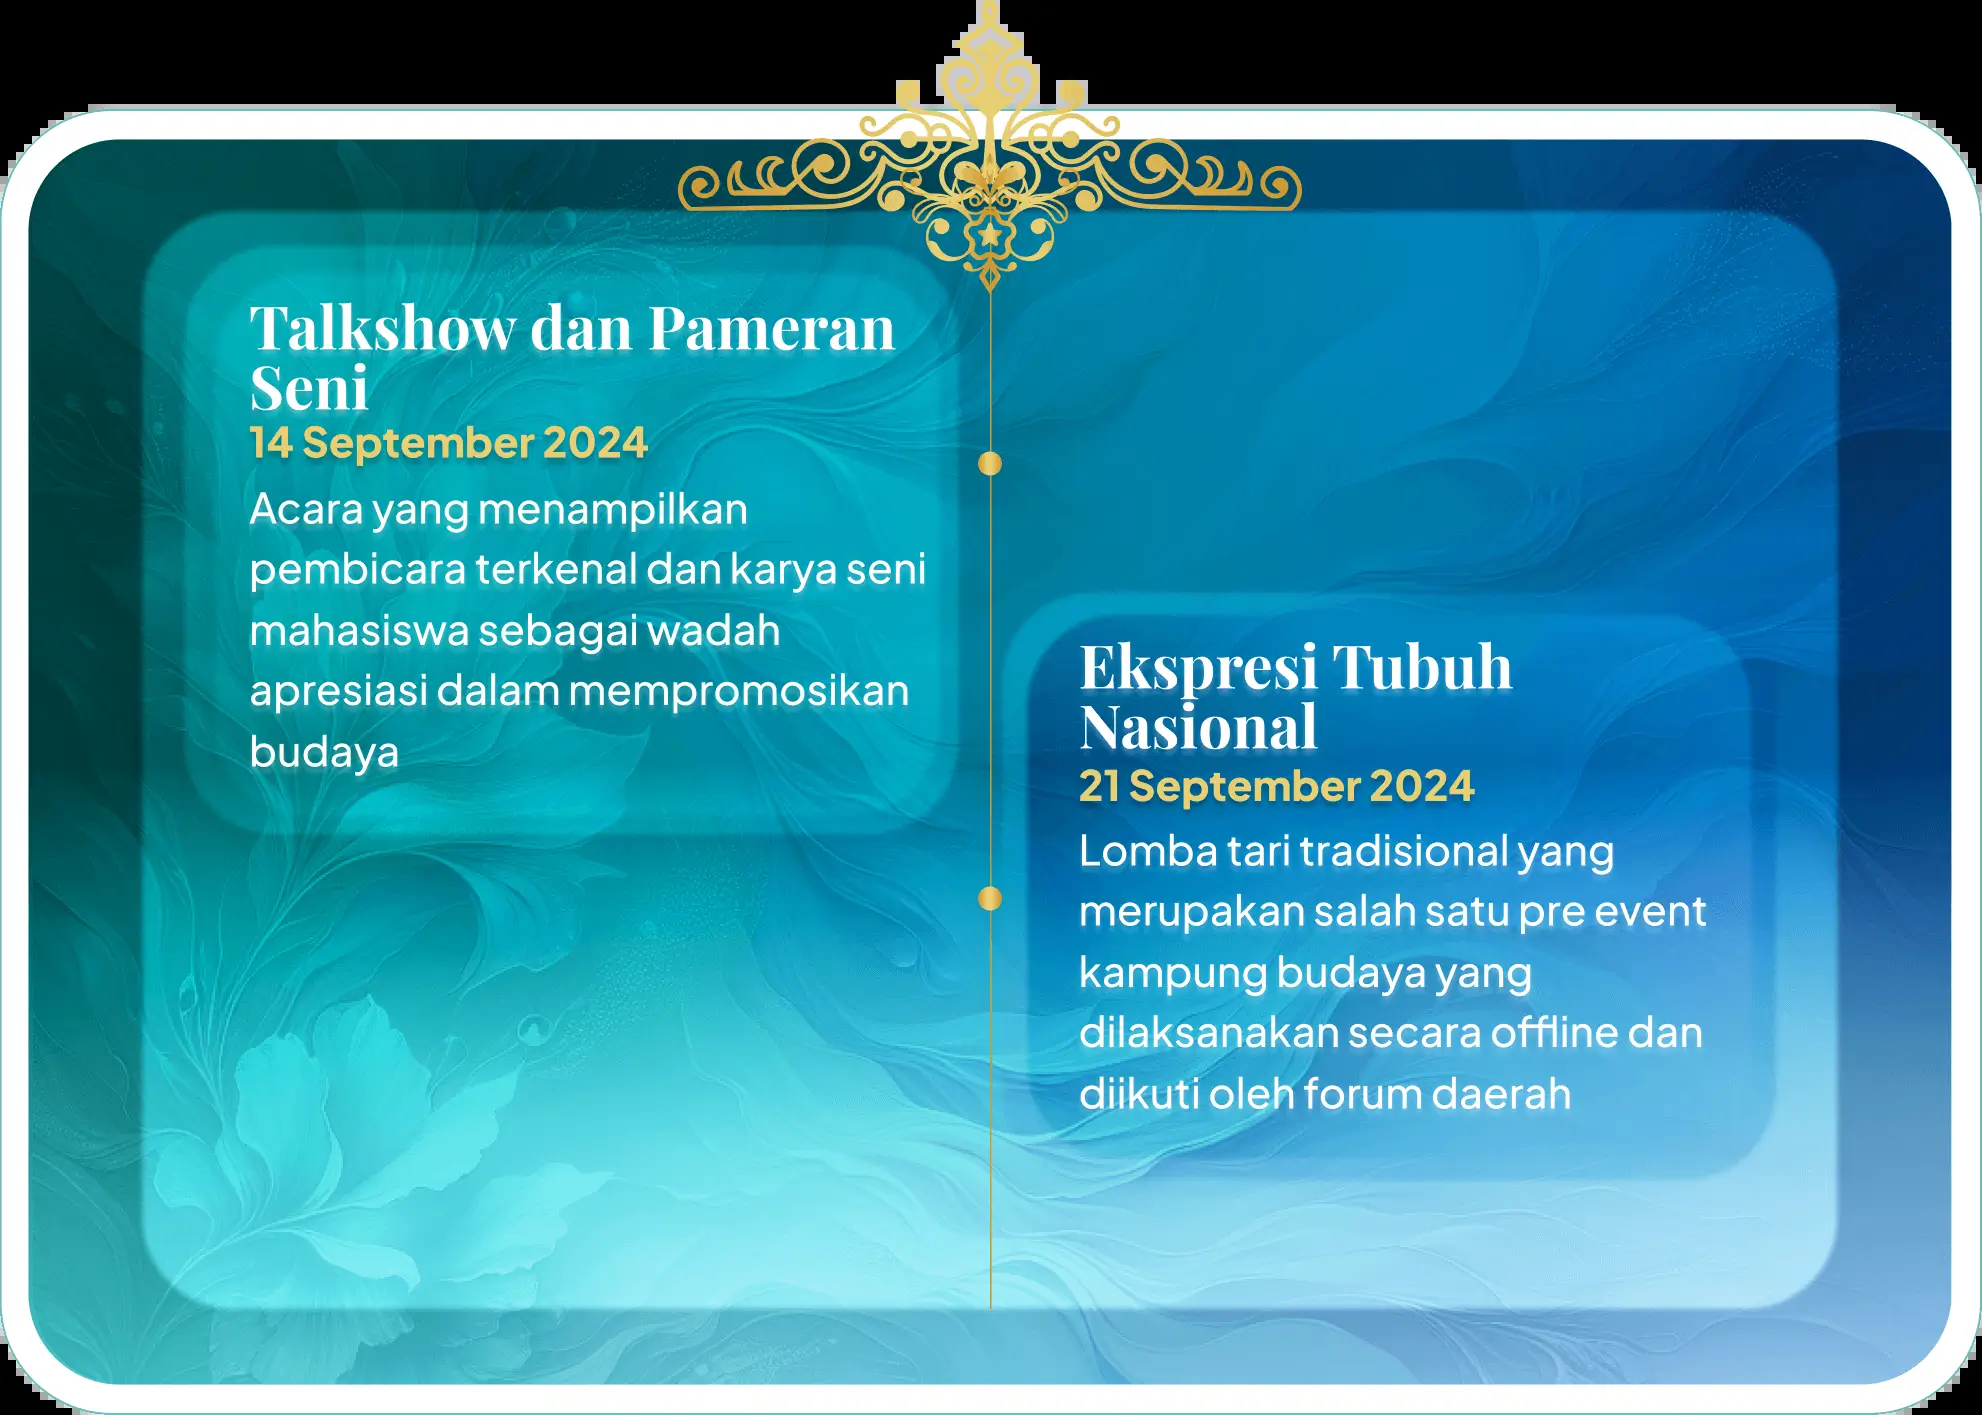 Talkshow dan Pameran
Seni
14 September 2024
Acara yang menampilkan
pembicara terkenal dan karya seni
mahasiswa sebagai wadah
apresiasi dalam mempromosikan
budaya
Ekspresi Tubuh
Nasional
21 September 2024
Lomba tari tradisional yang
merupakan salah satu pre event
kampung budaya yang
dilaksanakan secara offline dan
diikuti oleh forum daerah